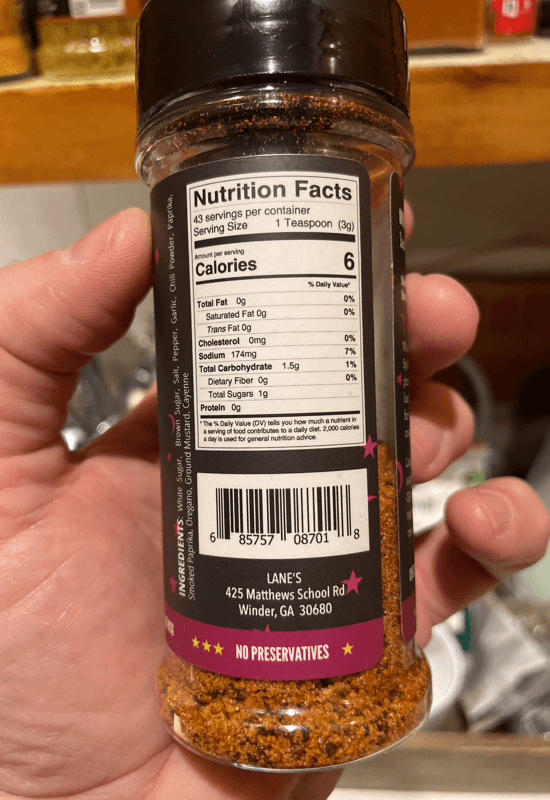 Nutrition Facts
43 servings per container
Serving Size 1 Teaspoon (3g)
Amount per serving
Calories 6
% Daily Value*
Total Fat 0g 0%
Saturated Fat 0g 0%
Trans Fat 0g
Cholesterol 0mg 0%
Sodium 174mg 7%
Total Carbohydrate 1.5g 1%
Dietary Fiber 0g 0%
Total Sugars 1g
Protein 0g
*The % Daily Value (DV) tells you how much a nutrient in
a serving of food contributes to a daily diet. 2,000 calories
a day is used for general nutrition advice.
INGREDIENTS: White Sugar, Brown Sugar, Salt, Pepper, Garlic, Chili Powder, Paprika,
Smoked Paprika, Oregano, Ground Mustard, Cayenne
6 85757 08701 8
LANE'S
425 Matthews School Rd
Winder, GA 30680
NO PRESERVATIVES